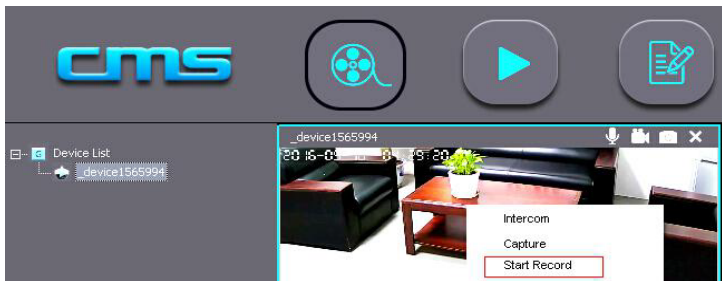 cms
Device List
_device1565994
_device1565994
Intercom
Capture
Start Record